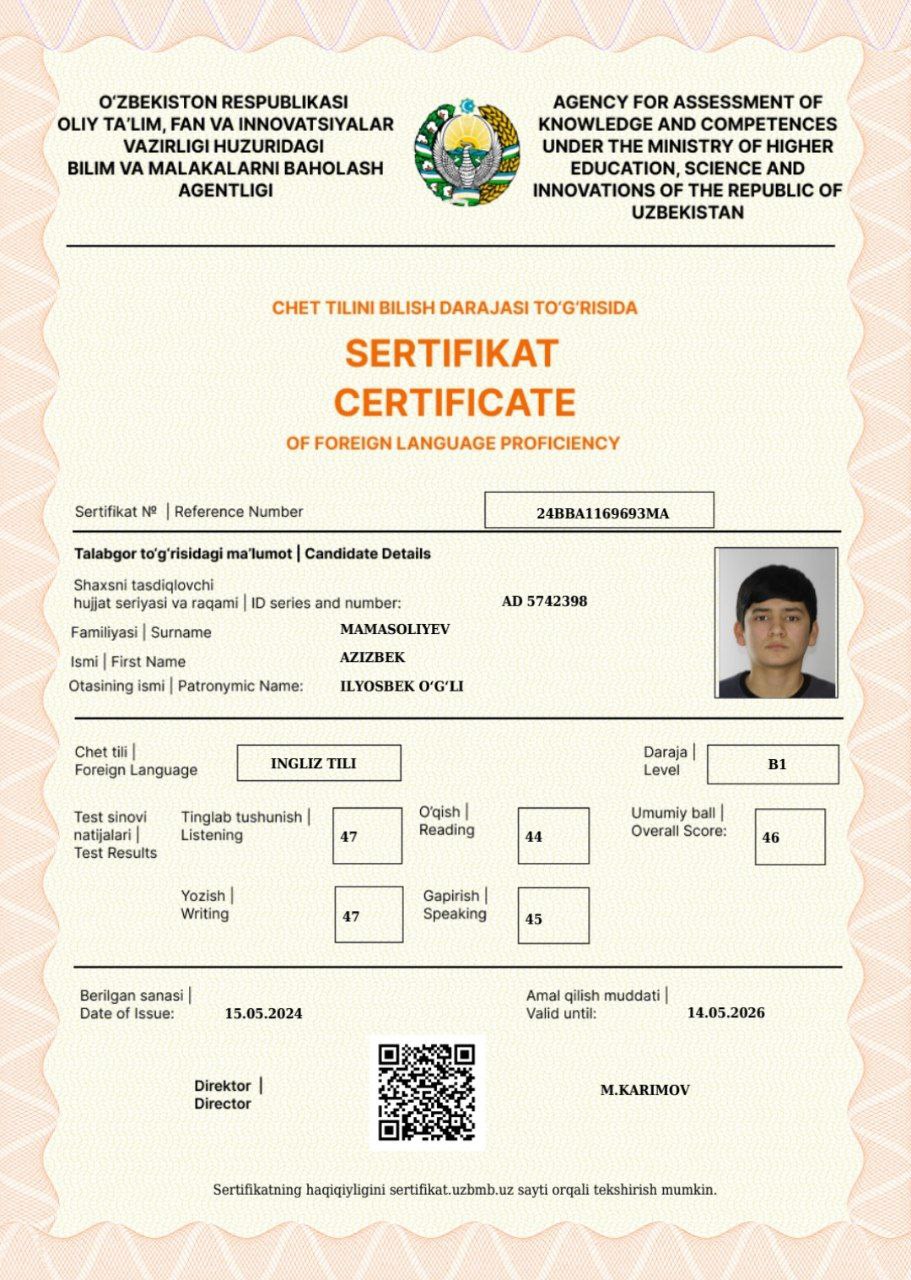 O‘ZBEKISTON RESPUBLIKASI
OLIY TA’LIM, FAN VA INNOVATSIYALAR
VAZIRLIGI HUZURIDAGI
BILIM VA MALAKALARNI BAHOLASH
AGENTLIGI
AGENCY FOR ASSESSMENT OF
KNOWLEDGE AND COMPETENCES
UNDER THE MINISTRY OF HIGHER
EDUCATION, SCIENCE AND
INNOVATIONS OF THE REPUBLIC OF
UZBEKISTAN
CHET TILINI BILISH DARAJASI TO‘G‘RISIDA
SERTIFIKAT
CERTIFICATE
OF FOREIGN LANGUAGE PROFICIENCY
Sertifikat № | Reference Number
24BBA1169693MA
Talabgor to‘g‘risidagi ma’lumot | Candidate Details
Shaxsni tasdiqlovchi
hujjat seriyasi va raqami | ID series and number:
AD 5742398
Familiyasi | Surname
MAMASOLIYEV
Ismi | First Name
AZIZBEK
Otasining ismi | Patronymic Name:
ILYOSBEK O‘G‘LI
Chet tili |
Foreign Language
INGLIZ TILI
Daraja |
Level
B1
Test sinovi
natijalari |
Test Results
Tinglab tushunish |
Listening
47
O‘qish |
Reading
44
Umumiy ball |
Overall Score:
46
Yozish |
Writing
47
Gapirish |
Speaking
45
Berilgan sanasi |
Date of Issue:
15.05.2024
Amal qilish muddati |
Valid until:
14.05.2026
Direktor |
Director
M.KARIMOV
Sertifikatning haqiqiyligini sertifikat.uzbmb.uz sayti orqali tekshirish mumkin.